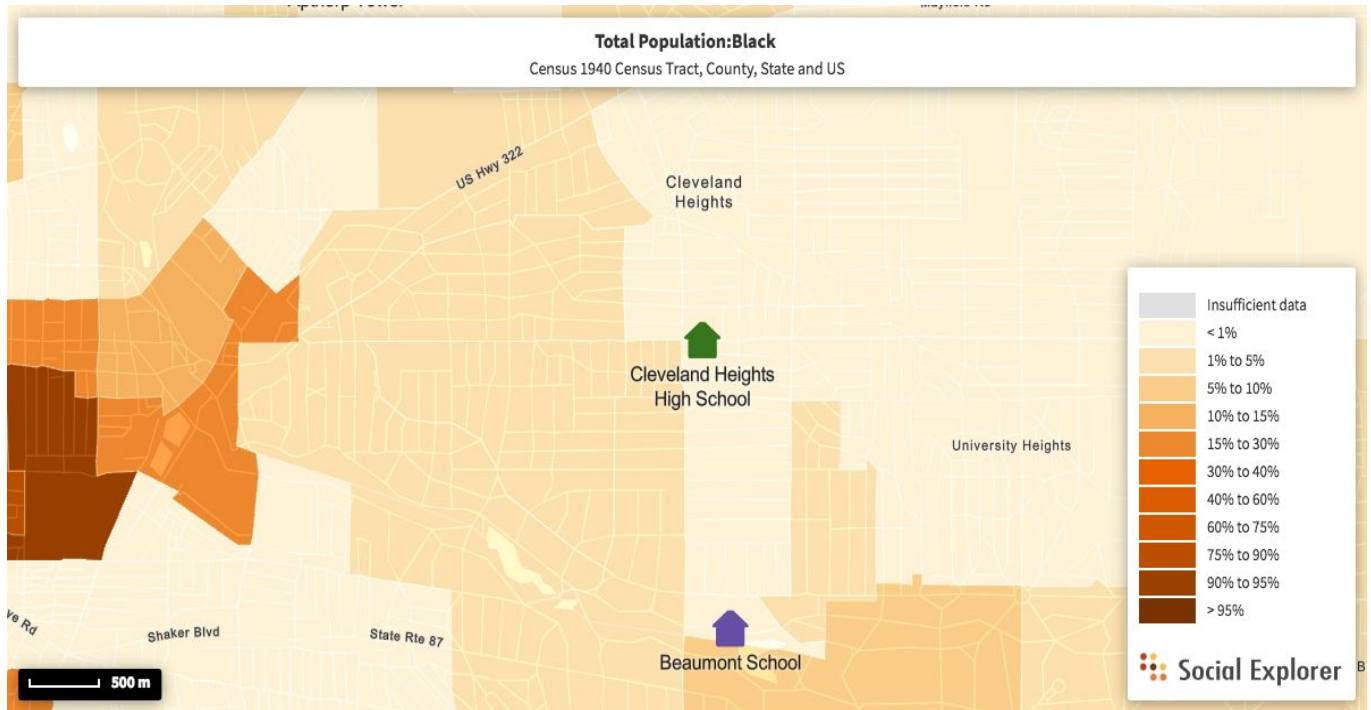 Total Population:Black
Census 1940 Census Tract, County, State and US
US Hwy 322
Cleveland
Heights
Insufficient data
< 1%
1% to 5%
5% to 10%
10% to 15%
15% to 30%
30% to 40%
40% to 60%
60% to 75%
75% to 90%
90% to 95%
> 95%
Cleveland Heights
High School
University Heights
ve Rd
Shaker Blvd
State Rte 87
Beaumont School
500 m
Social Explorer
B